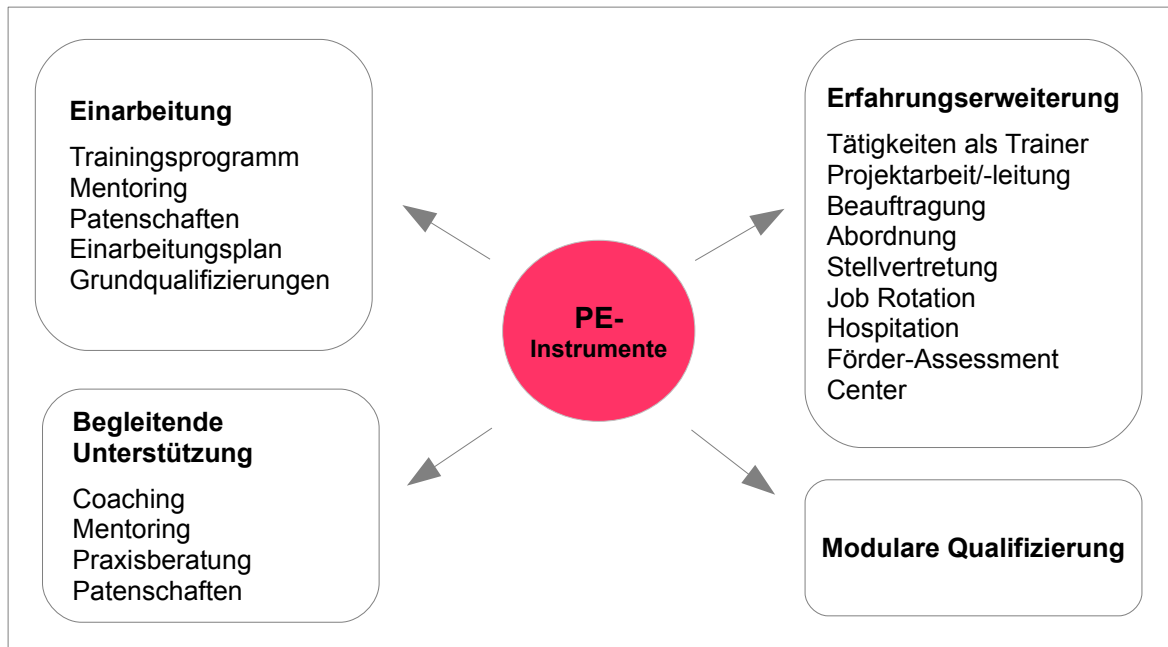 Einarbeitung
Trainingsprogramm
Mentoring
Patenschaften
Einarbeitungsplan
Grundqualifizierungen
Erfahrungserweiterung
Tätigkeiten als Trainer
Projektarbeit/-leitung
Beauftragung
Abordnung
Stellvertretung
Job Rotation
Hospitation
Förder-Assessment
Center
PE-
Instrumente
Begleitende
Unterstützung
Coaching
Mentoring
Praxisberatung
Patenschaften
Modulare Qualifizierung